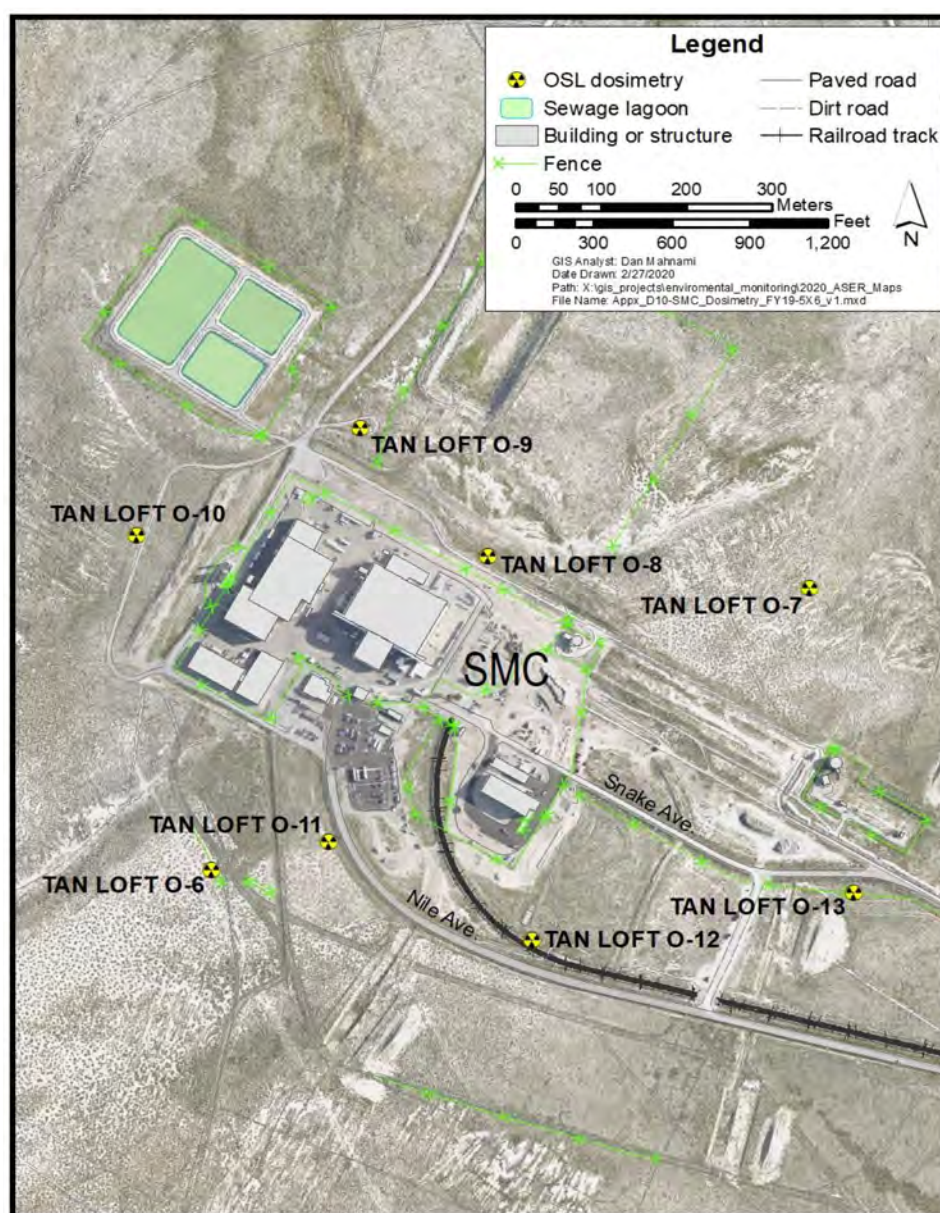 Legend
OSL dosimetry
Sewage lagoon
Building or structure
Fence
Paved road
Dirt road
Railroad track
0 50 100 200 300
Meters
Feet
0 300 600 900 1,200
N
GIS Analyst: Dan Mahnami
Date Drawn: 2/27/2020
Path: X:\gis_projects\enviromental_monitoring\2020_ASER_Maps
File Name: Appx_D10-SMC_Dosimetry_FY19-5X6_v1.mxd
TAN LOFT O-9
TAN LOFT O-10
TAN LOFT O-8
TAN LOFT O-7
SMC
Snake Ave.
TAN LOFT O-11
TAN LOFT O-6
Nile Ave.
TAN LOFT O-13
TAN LOFT O-12